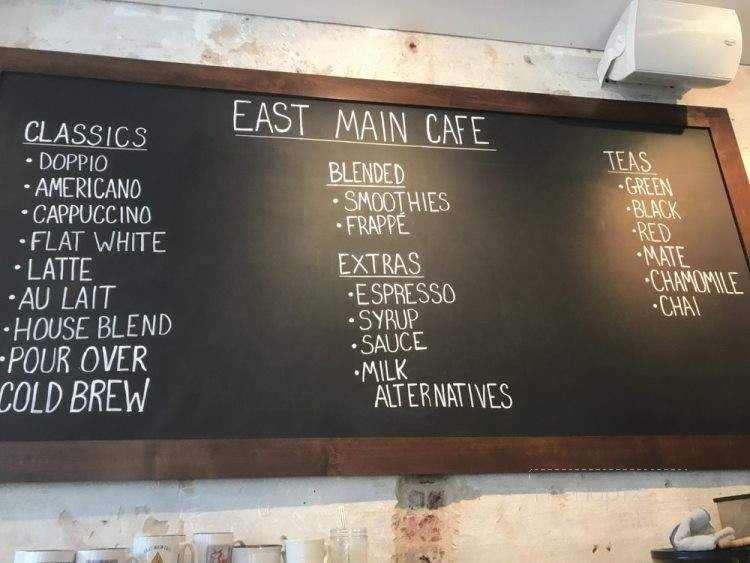 EAST MAIN CAFE
CLASSICS
• DOPPIO
• AMERICANO
• CAPPUCCINO
• FLAT WHITE
• LATTE
• AU LAIT
• HOUSE BLEND
• POUR OVER
COLD BREW
BLENDED
• SMOOTHIES
• FRAPPÉ
EXTRAS
• ESPRESSO
• SYRUP
• SAUCE
• MILK
ALTERNATIVES
TEAS
• GREEN
• BLACK
• RED
• MATE
• CHAMOMILE
• CHAI